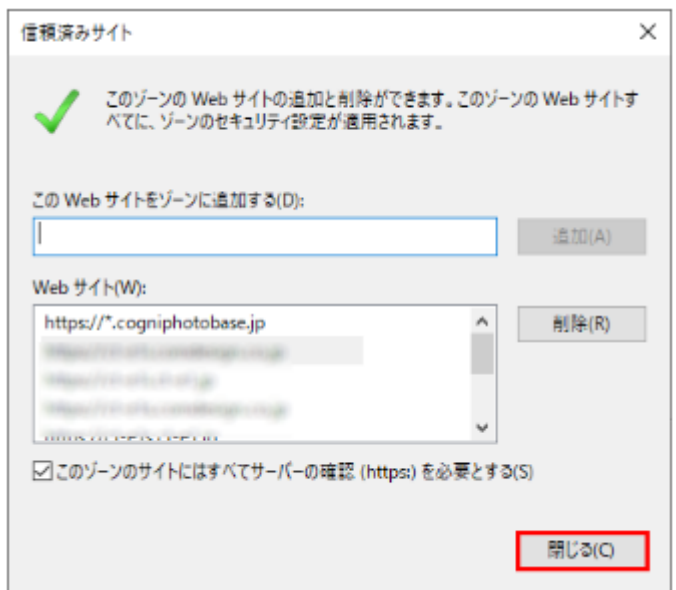 信頼済みサイト
このゾーンの Web サイトの追加と削除ができます。このゾーンの Web サイトす
べてに、ゾーンのセキュリティ設定が適用されます。
この Web サイトをゾーンに追加する(D):
追加(A)
Web サイト(W):
https://*.cogniphotobase.jp
削除(R)
このゾーンのサイトにはすべてサーバーの確認 (https:) を必要とする(S)
閉じる(C)